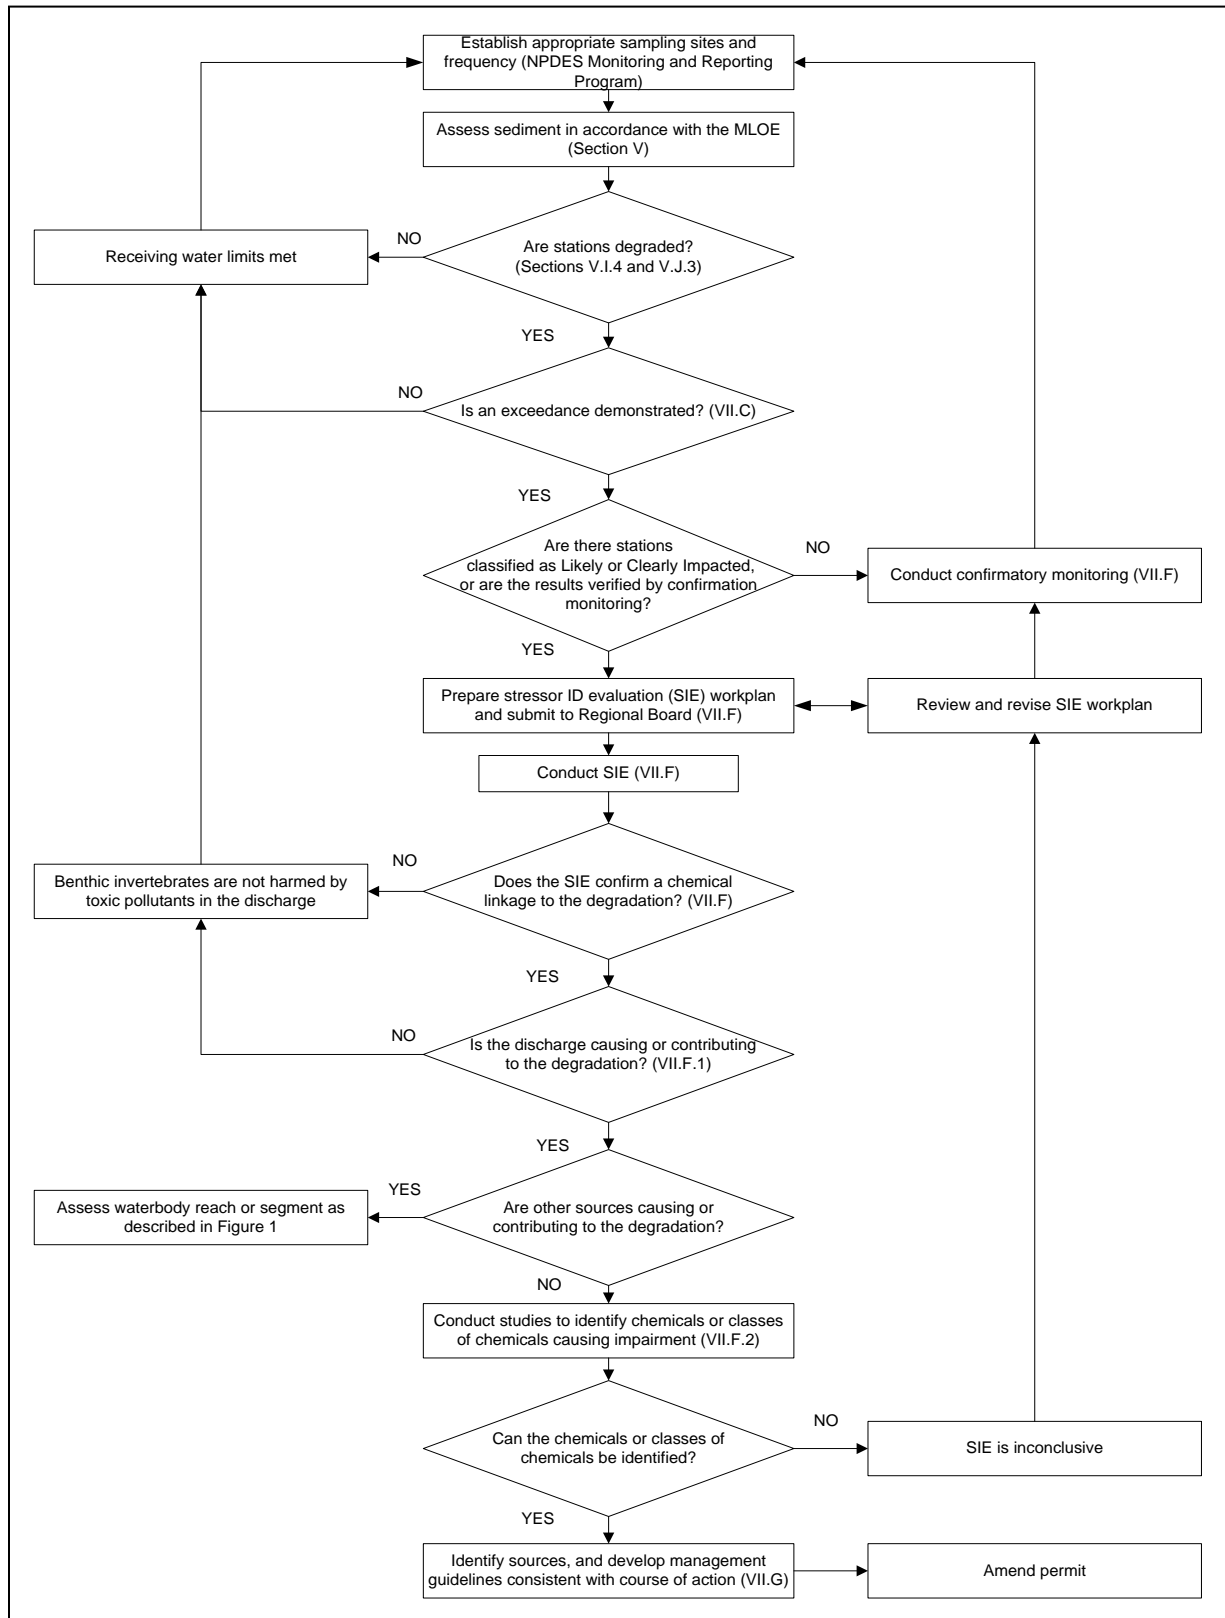 Establish appropriate sampling sites and
frequency (NPDES Monitoring and Reporting
Program)
Assess sediment in accordance with the MLOE
(Section V)
Receiving water limits met
NO
Are stations degraded?
(Sections V.I.4 and V.J.3)
YES
NO
Is an exceedance demonstrated? (VII.C)
YES
Are there stations
classified as Likely or Clearly Impacted,
or are the results verified by confirmation
monitoring?
NO
Conduct confirmatory monitoring (VII.F)
YES
Prepare stressor ID evaluation (SIE) workplan
and submit to Regional Board (VII.F)
Review and revise SIE workplan
Conduct SIE (VII.F)
Benthic invertebrates are not harmed by
toxic pollutants in the discharge
NO
Does the SIE confirm a chemical
linkage to the degradation? (VII.F)
YES
NO
Is the discharge causing or contributing
to the degradation? (VII.F.1)
YES
Assess waterbody reach or segment as
described in Figure 1
YES
Are other sources causing or
contributing to the degradation?
NO
Conduct studies to identify chemicals or classes
of chemicals causing impairment (VII.F.2)
Can the chemicals or classes of
chemicals be identified?
NO
SIE is inconclusive
YES
Identify sources, and develop management
guidelines consistent with course of action (VII.G)
Amend permit